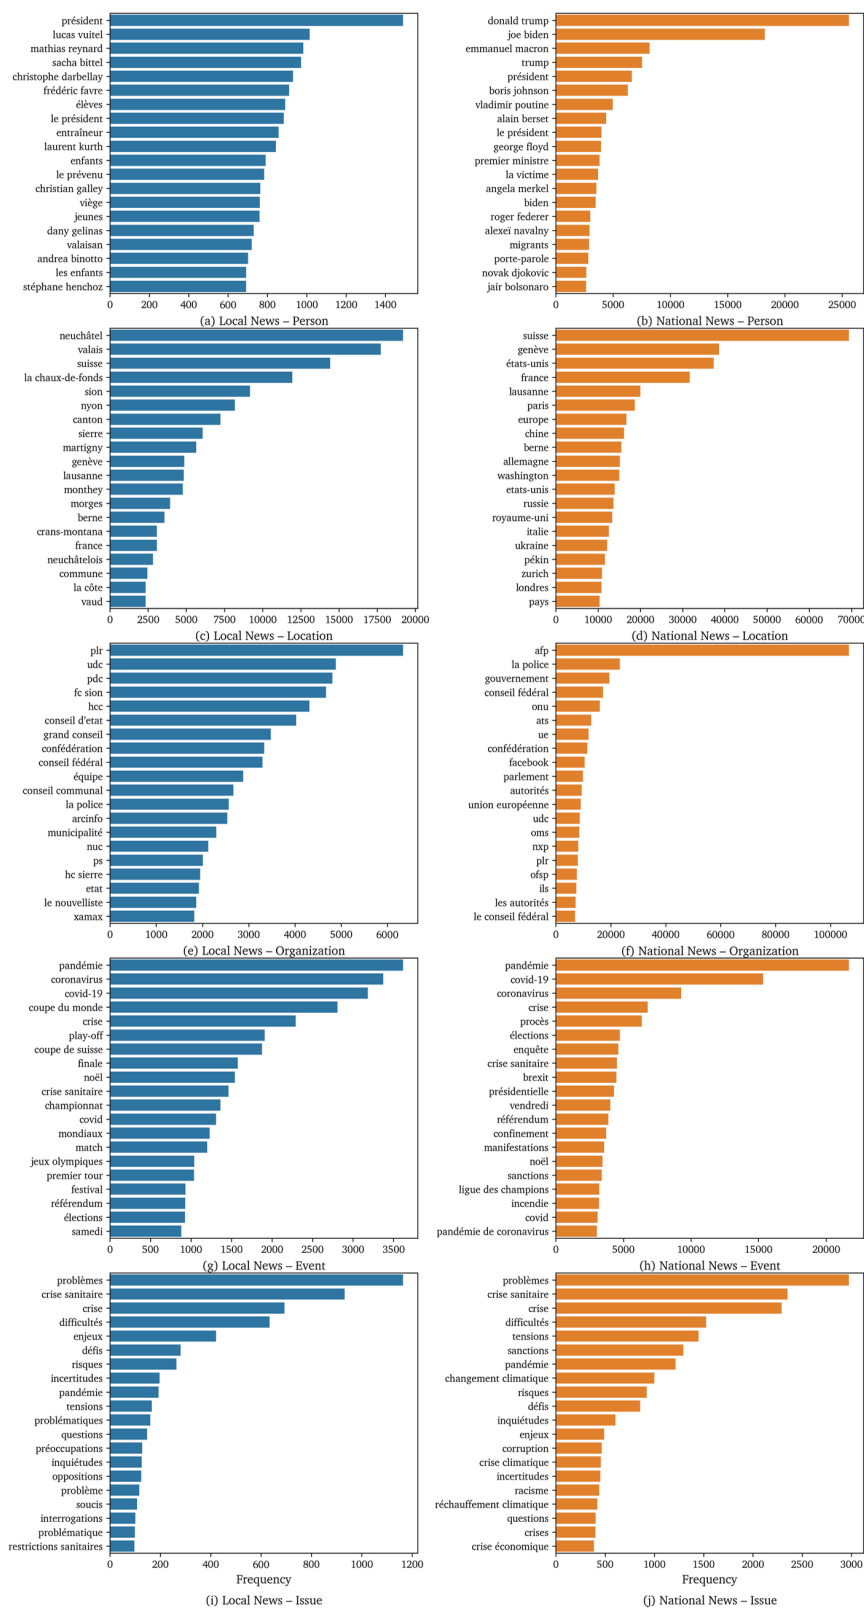 président
lucas vuitel
mathias reynard
sacha bittel
christophe darbellay
frédéric favre
élèves
le président
entraîneur
laurent kurth
enfants
le prévenu
christian galley
viège
jeunes
dany gelinas
valaisan
andrea binotto
les enfants
stéphane henchoz
0 200 400 600 800 1000 1200 1400
(a) Local News – Person
donald trump
joe biden
emmanuel macron
trump
président
boris johnson
vladimir poutine
alain berset
le président
george floyd
premier ministre
la victime
angela merkel
biden
roger federer
alexeï navalny
migrants
porte-parole
novak djokovic
jair bolsonaro
0 5000 10000 15000 20000 25000
(b) National News – Person
neuchâtel
valais
suisse
la chaux-de-fonds
sion
nyon
canton
sierre
martigny
genève
lausanne
monthey
morges
berne
crans-montana
france
neuchâtelois
commune
la côte
vaud
0 2500 5000 7500 10000 12500 15000 17500 20000
(c) Local News – Location
suisse
genève
états-unis
france
lausanne
paris
europe
chine
berne
allemagne
washington
etats-unis
russie
royaume-uni
italie
ukraine
pékin
zurich
londres
pays
0 10000 20000 30000 40000 50000 60000 70000
(d) National News – Location
plr
udc
pdc
fc sion
hcc
conseil d'etat
grand conseil
confédération
conseil fédéral
équipe
conseil communal
la police
arcinfo
municipalité
nuc
ps
hc sierre
etat
le nouvelliste
xamax
0 1000 2000 3000 4000 5000 6000
(e) Local News – Organization
afp
la police
gouvernement
conseil fédéral
onu
ats
ue
confédération
facebook
parlement
autorités
union européenne
udc
oms
nxp
plr
ofsp
ils
les autorités
le conseil fédéral
0 20000 40000 60000 80000 100000
(f) National News – Organization
pandémie
coronavirus
covid-19
coupe du monde
crise
play-off
coupe de suisse
finale
noël
crise sanitaire
championnat
covid
mondiaux
match
jeux olympiques
premier tour
festival
référendum
élections
samedi
0 500 1000 1500 2000 2500 3000 3500
(g) Local News – Event
pandémie
covid-19
coronavirus
crise
procès
élections
enquête
crise sanitaire
brexit
présidentielle
vendredi
référendum
confinement
manifestations
noël
sanctions
ligue des champions
incendie
covid
pandémie de coronavirus
0 5000 10000 15000 20000
(h) National News – Event
problèmes
crise sanitaire
crise
difficultés
enjeux
défis
risques
incertitudes
pandémie
tensions
problématiques
questions
préoccupations
inquiétudes
oppositions
problème
soucis
interrogations
problématique
restrictions sanitaires
0 200 400 600 800 1000 1200
Frequency
(i) Local News – Issue
problèmes
crise sanitaire
crise
difficultés
tensions
sanctions
pandémie
changement climatique
risques
défis
inquiétudes
enjeux
corruption
crise climatique
incertitudes
racisme
réchauffement climatique
questions
crises
crise économique
0 500 1000 1500 2000 2500 3000
Frequency
(j) National News – Issue